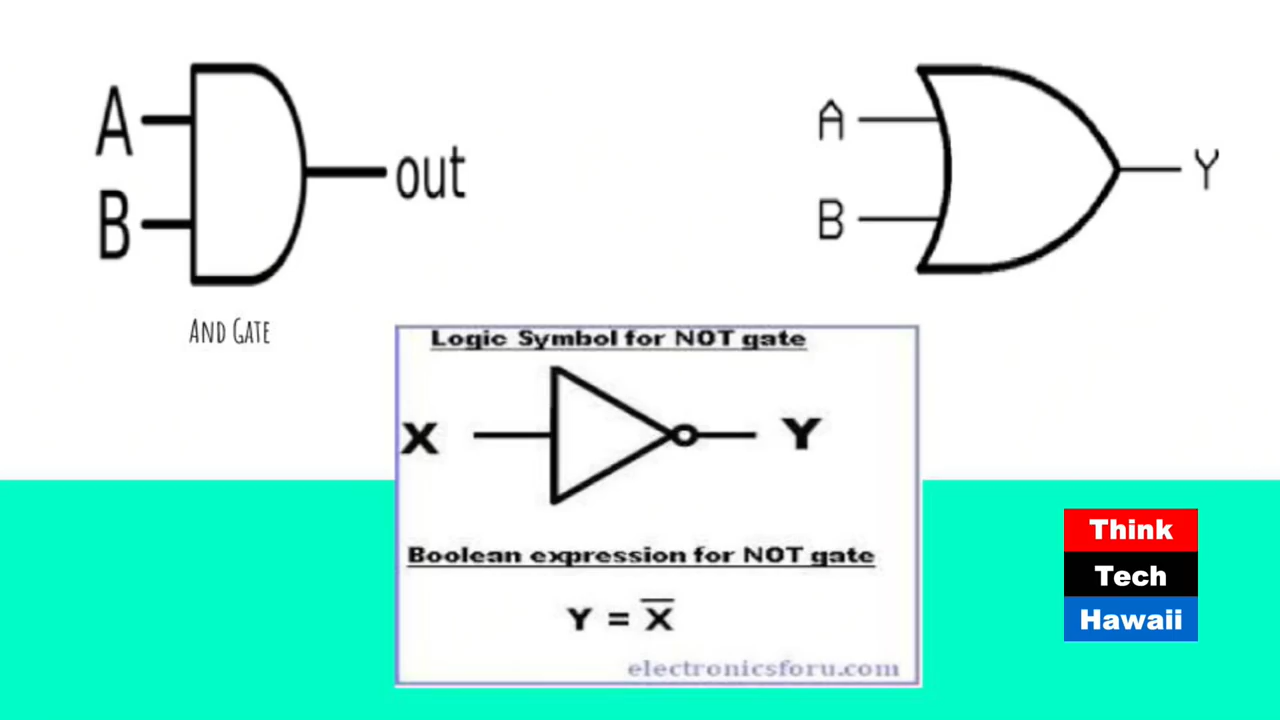 A
B
out
And Gate
A
B
Y
Logic Symbol for NOT gate
X
Y
Boolean expression for NOT gate
Y = X̅
electronicsforu.com
Think
Tech
Hawaii